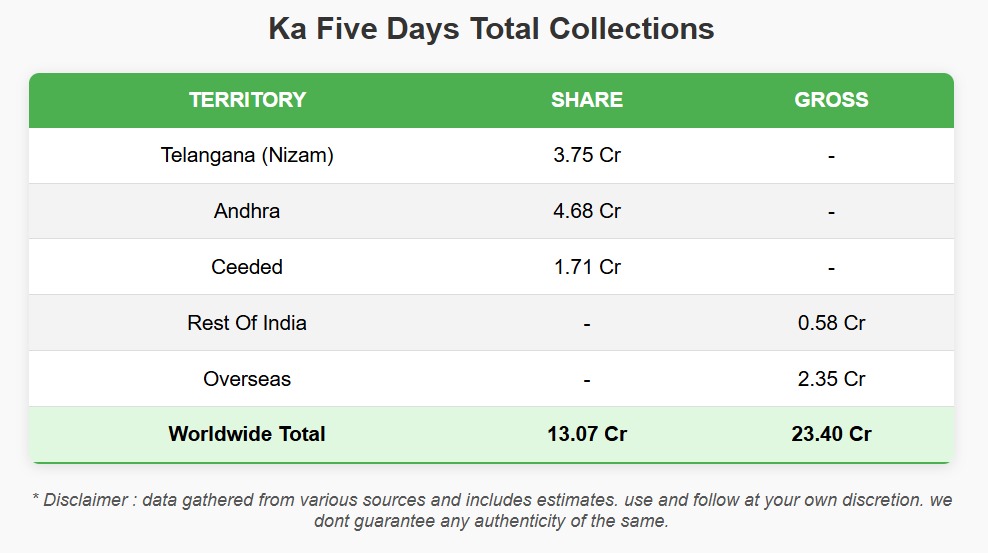 Ka Five Days Total Collections
TERRITORY SHARE GROSS
Telangana (Nizam) 3.75 Cr -
Andhra 4.68 Cr -
Ceeded 1.71 Cr -
Rest Of India - 0.58 Cr
Overseas - 2.35 Cr
Worldwide Total 13.07 Cr 23.40 Cr
* Disclaimer : data gathered from various sources and includes estimates. use and follow at your own discretion. we
dont guarantee any authenticity of the same.